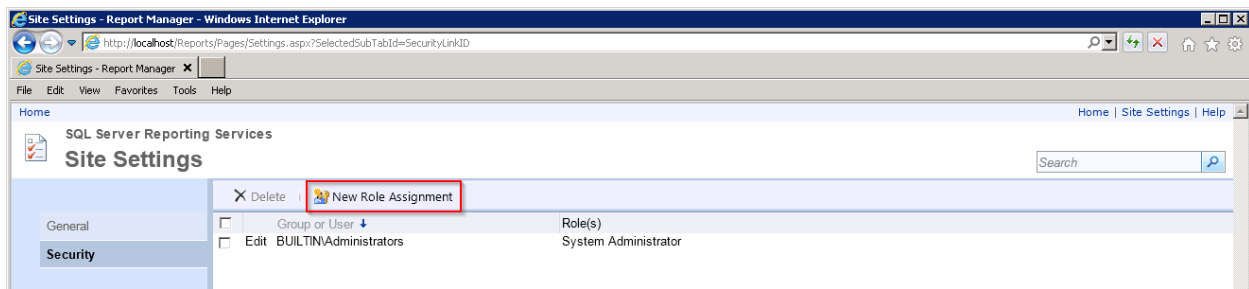 Site Settings - Report Manager - Windows Internet Explorer
http://localhost/Reports/Pages/Settings.aspx?SelectedSubTabId=SecurityLinkID
Site Settings - Report Manager
File Edit View Favorites Tools Help
Home Home | Site Settings | Help
SQL Server Reporting Services
Site Settings
Search
Delete | New Role Assignment
General
Group or User Role(s)
Edit BUILTIN\Administrators System Administrator
Security